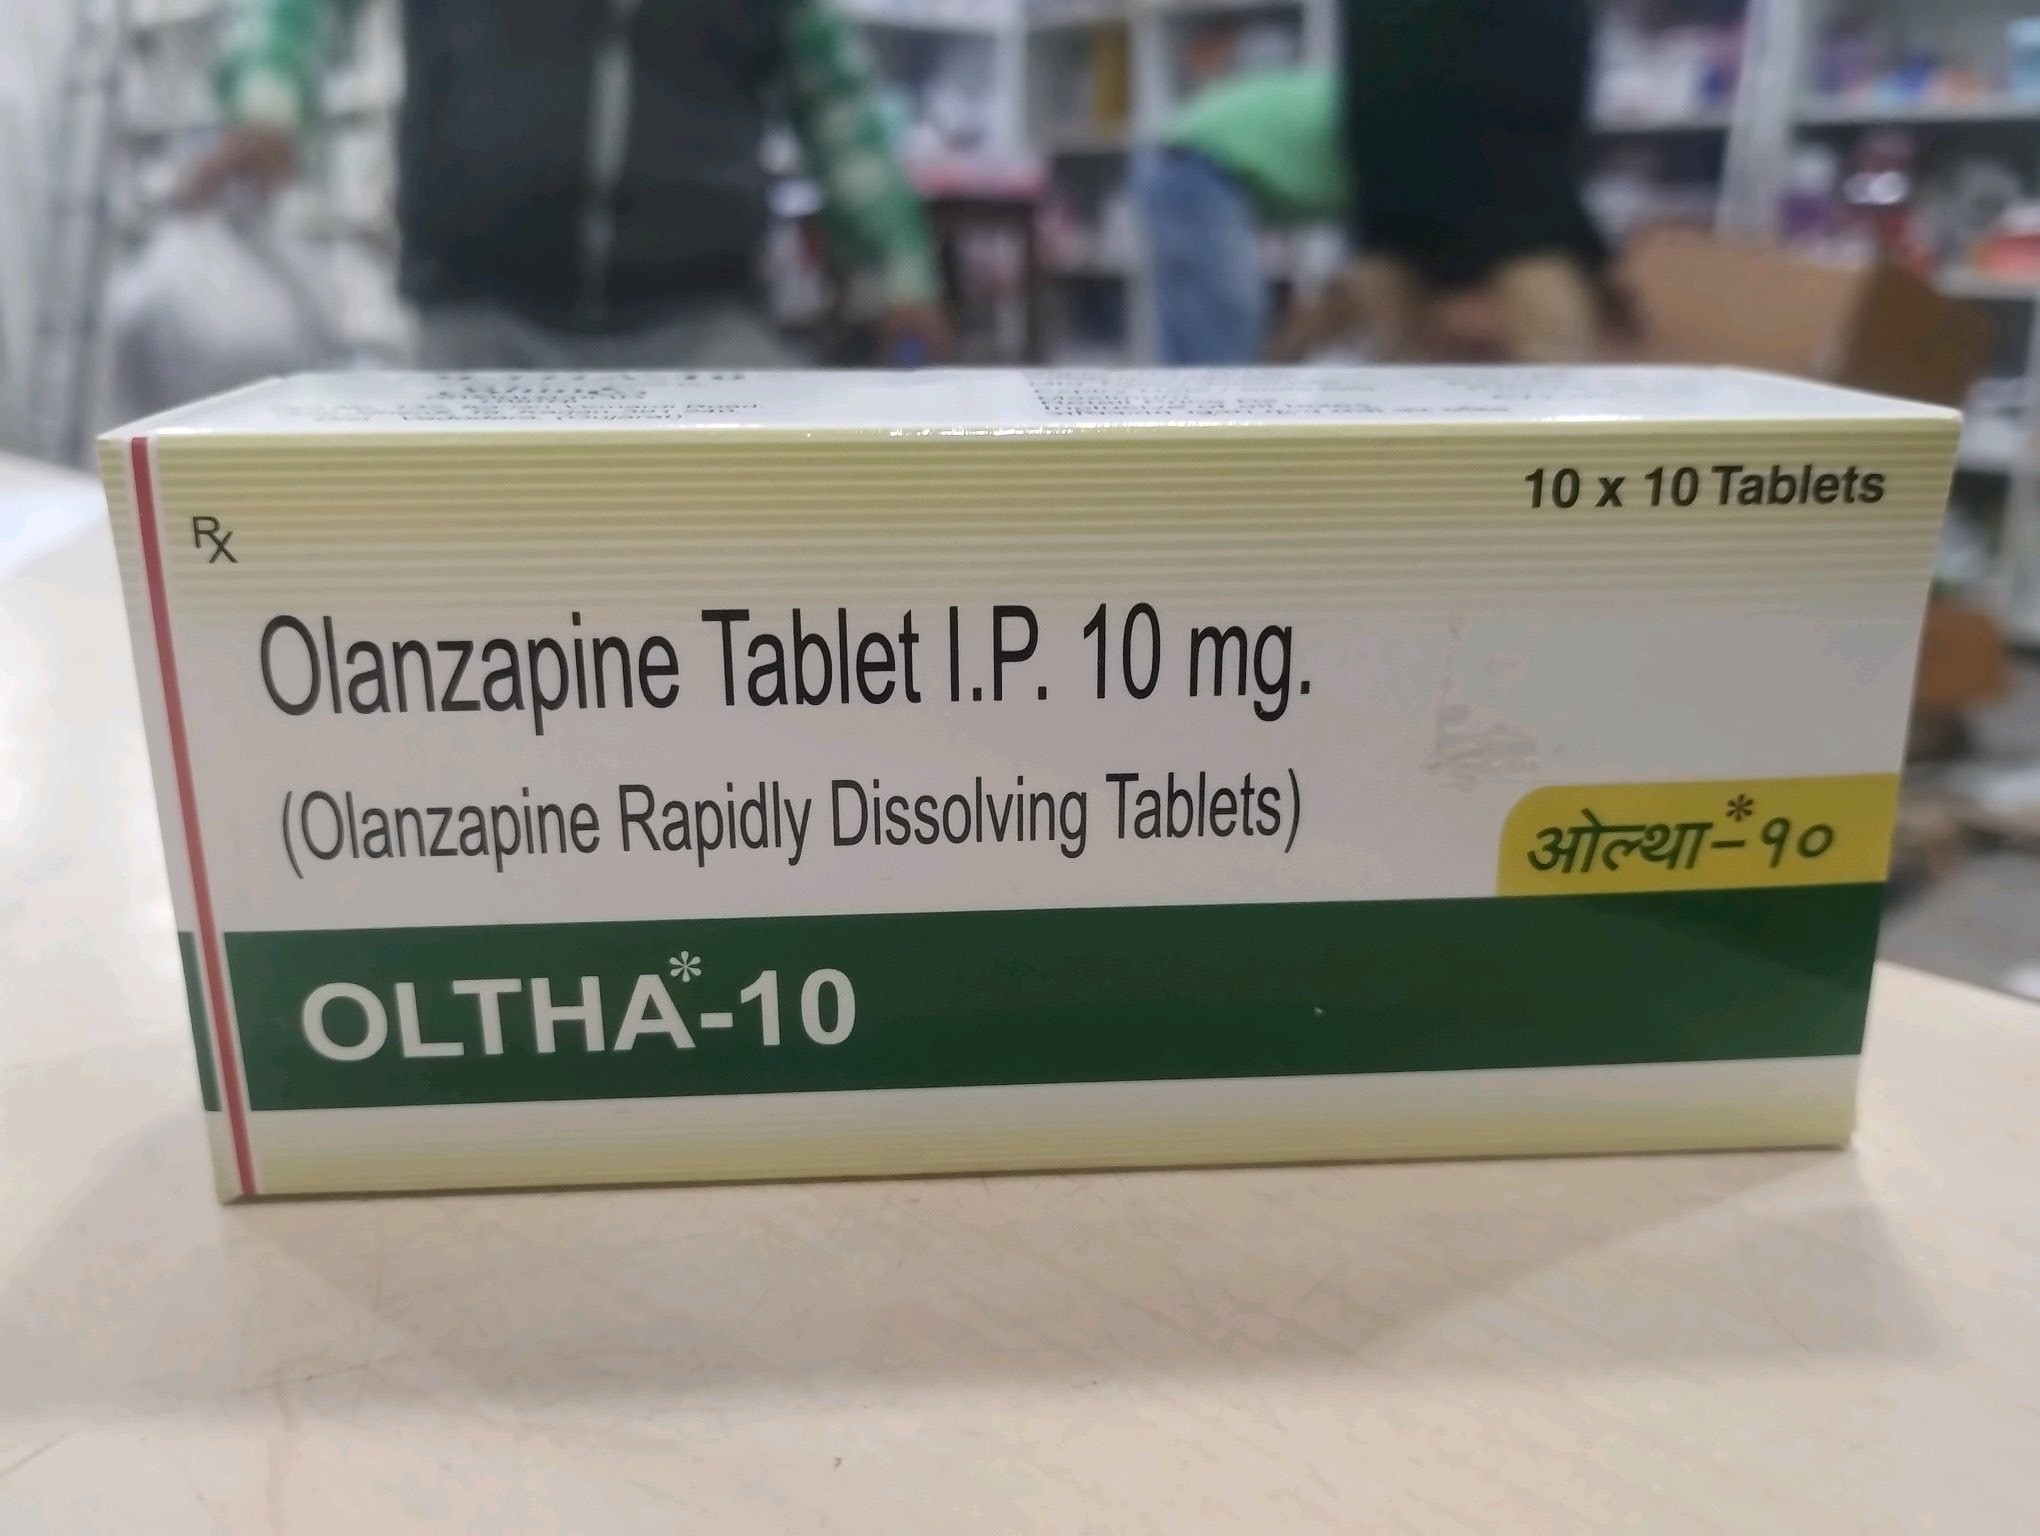 10 x 10 Tablets
Rx
Olanzapine Tablet I.P. 10 mg.
(Olanzapine Rapidly Dissolving Tablets)
ओल्था*-१०
OLTHA*-10